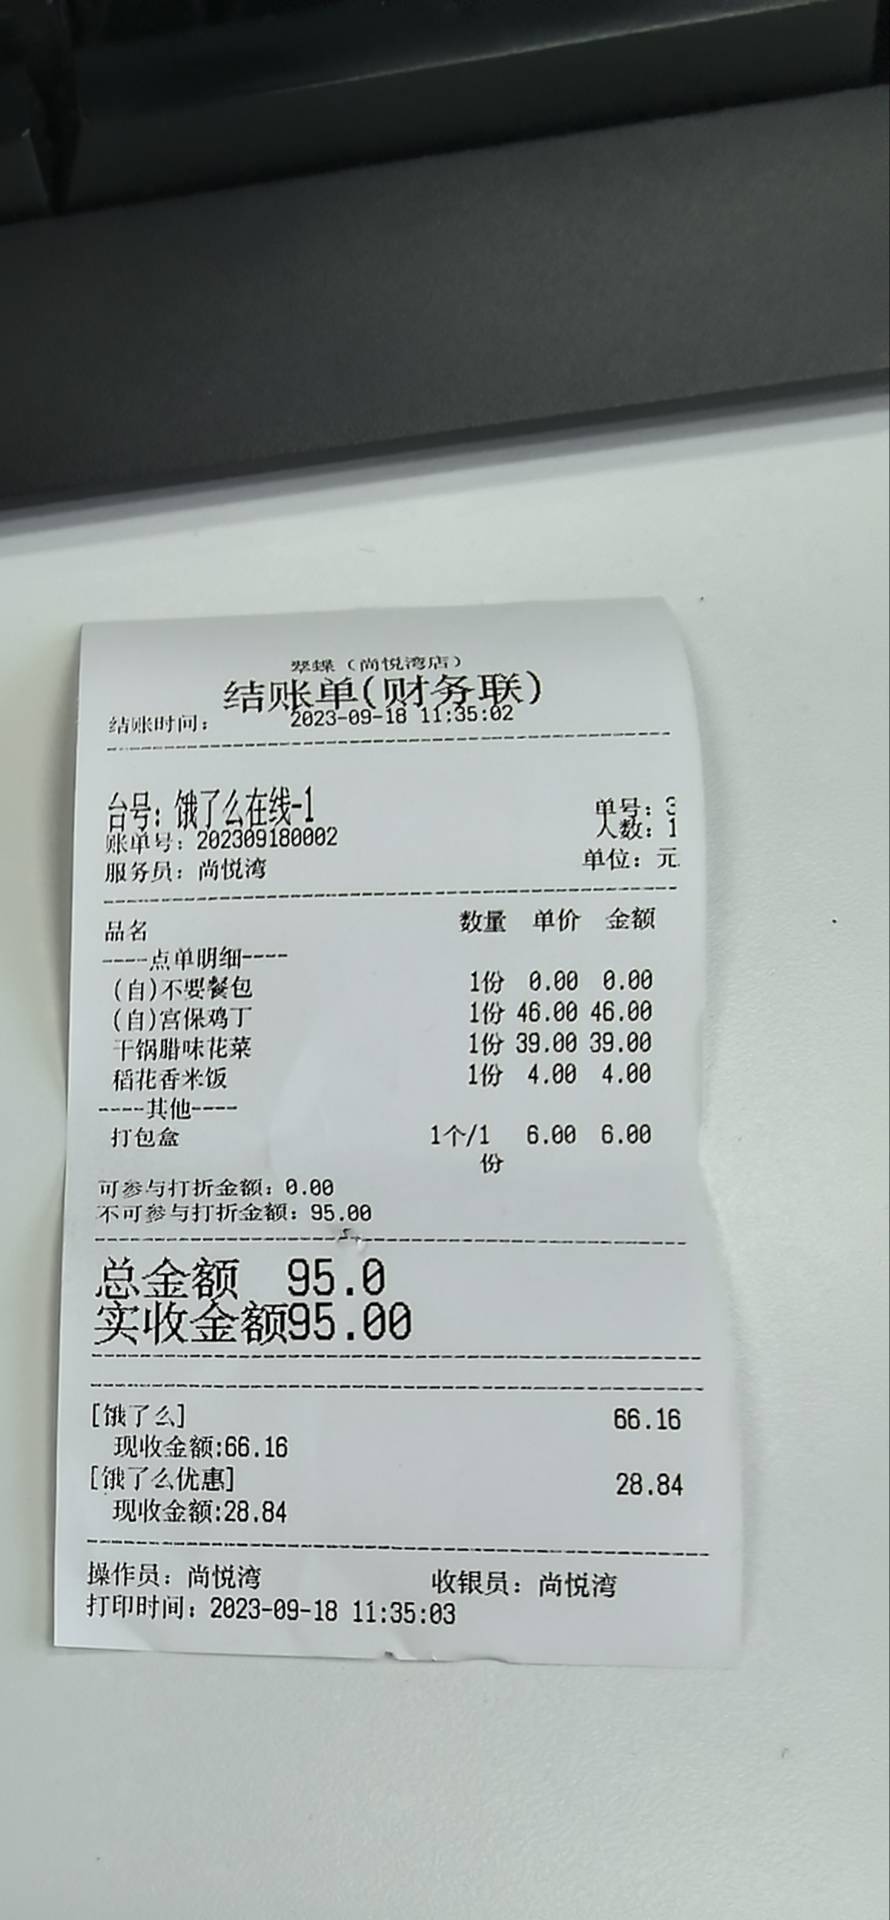 翠蝶（尚悦湾店）
结账单(财务联)
结账时间： 2023-09-18 11:35:02
台号：饿了么在线-1 单号：3
账单号：202309180002 人数：1
服务员：尚悦湾 单位：元
品名 数量 单价 金额
----点单明细----
(自)不要餐包 1份 0.00 0.00
(自)宫保鸡丁 1份 46.00 46.00
干锅腊味花菜 1份 39.00 39.00
稻花香米饭 1份 4.00 4.00
----其他----
打包盒 1个/1份 6.00 6.00
可参与打折金额：0.00
不可参与打折金额：95.00
总金额 95.0
实收金额95.00
[饿了么] 66.16
现收金额:66.16
[饿了么优惠] 28.84
现收金额:28.84
操作员：尚悦湾 收银员：尚悦湾
打印时间：2023-09-18 11:35:03